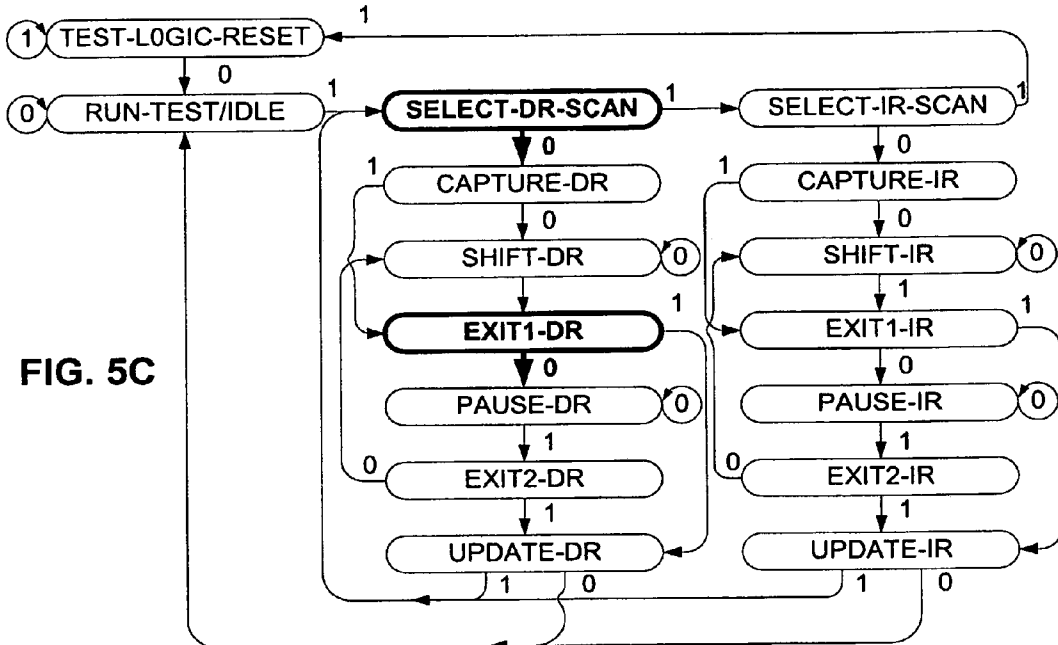 1
1 TEST-L0GIC-RESET
0
1
0 RUN-TEST/IDLE
SELECT-DR-SCAN
1
SELECT-IR-SCAN
1
0
0
1
CAPTURE-DR
1
CAPTURE-IR
0
0
SHIFT-DR
0
SHIFT-IR
0
1
1
1
EXIT1-DR
EXIT1-IR
FIG. 5C
0
0
PAUSE-DR
0
PAUSE-IR
0
1
1
0
EXIT2-DR
0
EXIT2-IR
1
1
UPDATE-DR
UPDATE-IR
1
0
1
0